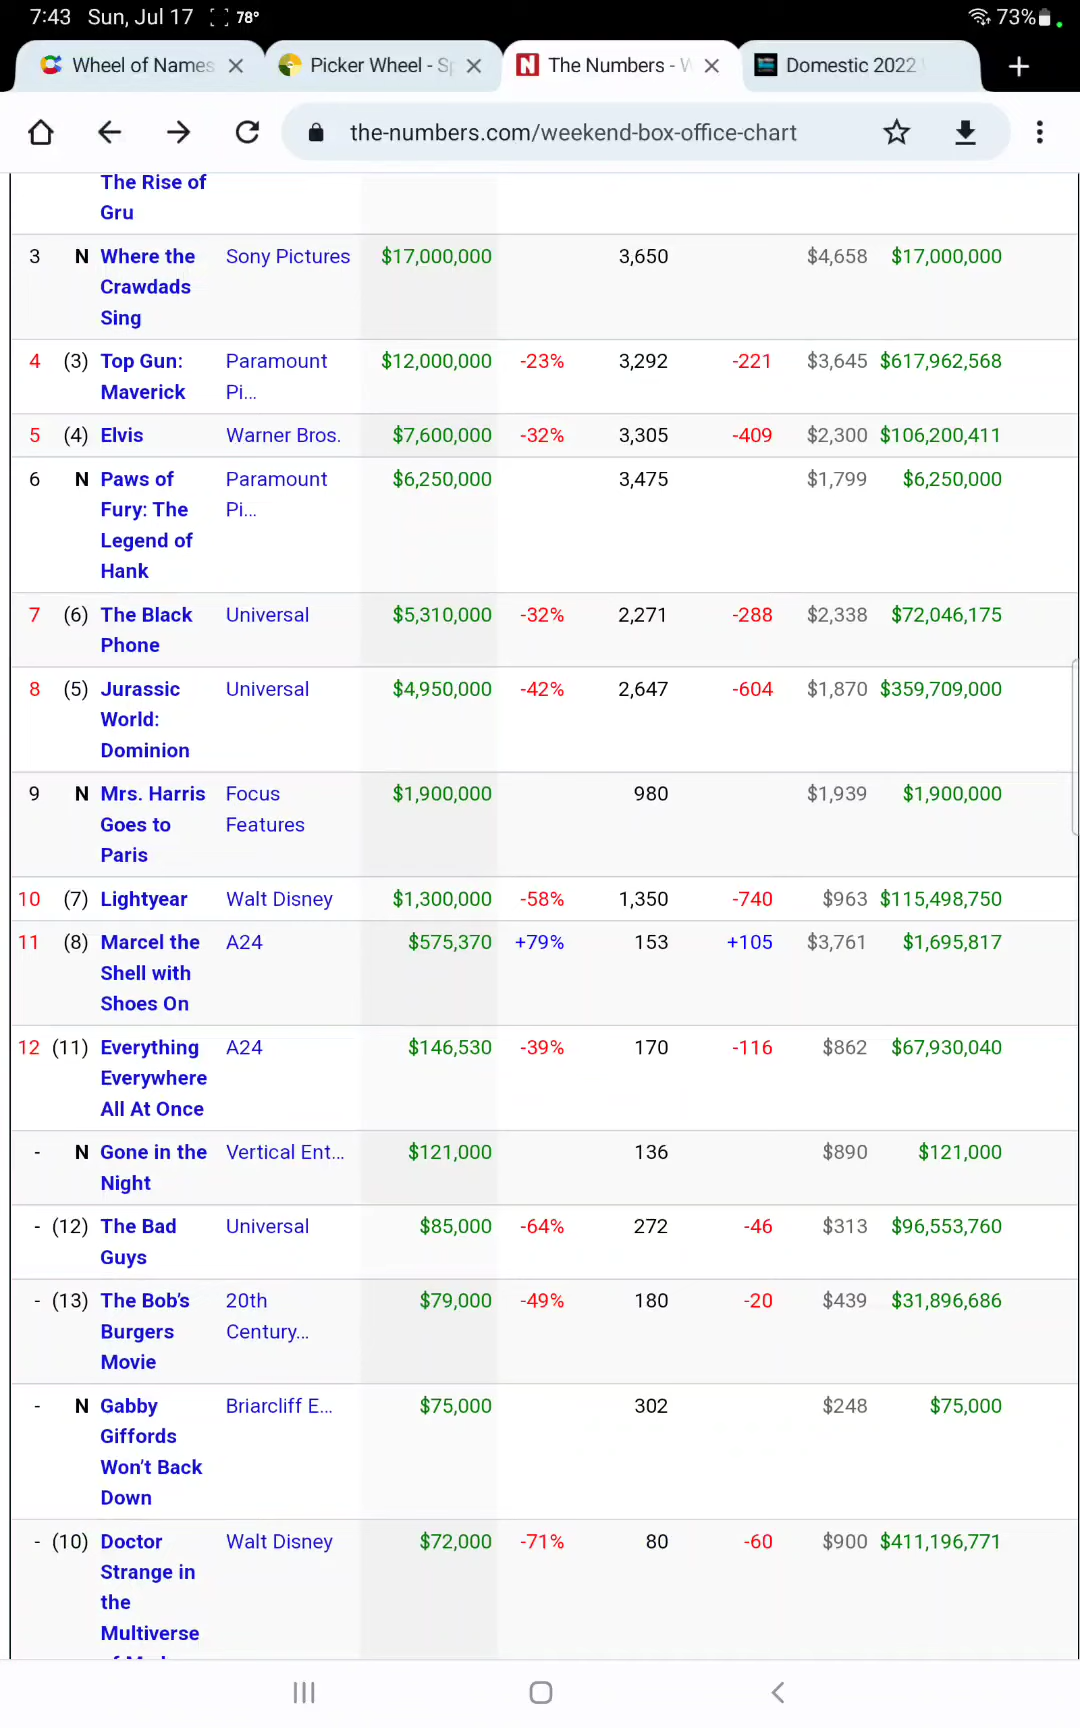 7:43 Sun, Jul 17 78° 73%
Wheel of Names Picker Wheel - Sp The Numbers - W Domestic 2022
the-numbers.com/weekend-box-office-chart
The Rise of
Gru
3 N Where the Sony Pictures $17,000,000 3,650 $4,658 $17,000,000
Crawdads
Sing
4 (3) Top Gun: Paramount $12,000,000 -23% 3,292 -221 $3,645 $617,962,568
Maverick Pi...
5 (4) Elvis Warner Bros. $7,600,000 -32% 3,305 -409 $2,300 $106,200,411
6 N Paws of Paramount $6,250,000 3,475 $1,799 $6,250,000
Fury: The Pi...
Legend of
Hank
7 (6) The Black Universal $5,310,000 -32% 2,271 -288 $2,338 $72,046,175
Phone
8 (5) Jurassic Universal $4,950,000 -42% 2,647 -604 $1,870 $359,709,000
World:
Dominion
9 N Mrs. Harris Focus $1,900,000 980 $1,939 $1,900,000
Goes to Features
Paris
10 (7) Lightyear Walt Disney $1,300,000 -58% 1,350 -740 $963 $115,498,750
11 (8) Marcel the A24 $575,370 +79% 153 +105 $3,761 $1,695,817
Shell with
Shoes On
12 (11) Everything A24 $146,530 -39% 170 -116 $862 $67,930,040
Everywhere
All At Once
- N Gone in the Vertical Ent... $121,000 136 $890 $121,000
Night
- (12) The Bad Universal $85,000 -64% 272 -46 $313 $96,553,760
Guys
- (13) The Bob's 20th $79,000 -49% 180 -20 $439 $31,896,686
Burgers Century...
Movie
- N Gabby Briarcliff E... $75,000 302 $248 $75,000
Giffords
Won't Back
Down
- (10) Doctor Walt Disney $72,000 -71% 80 -60 $900 $411,196,771
Strange in
the
Multiverse